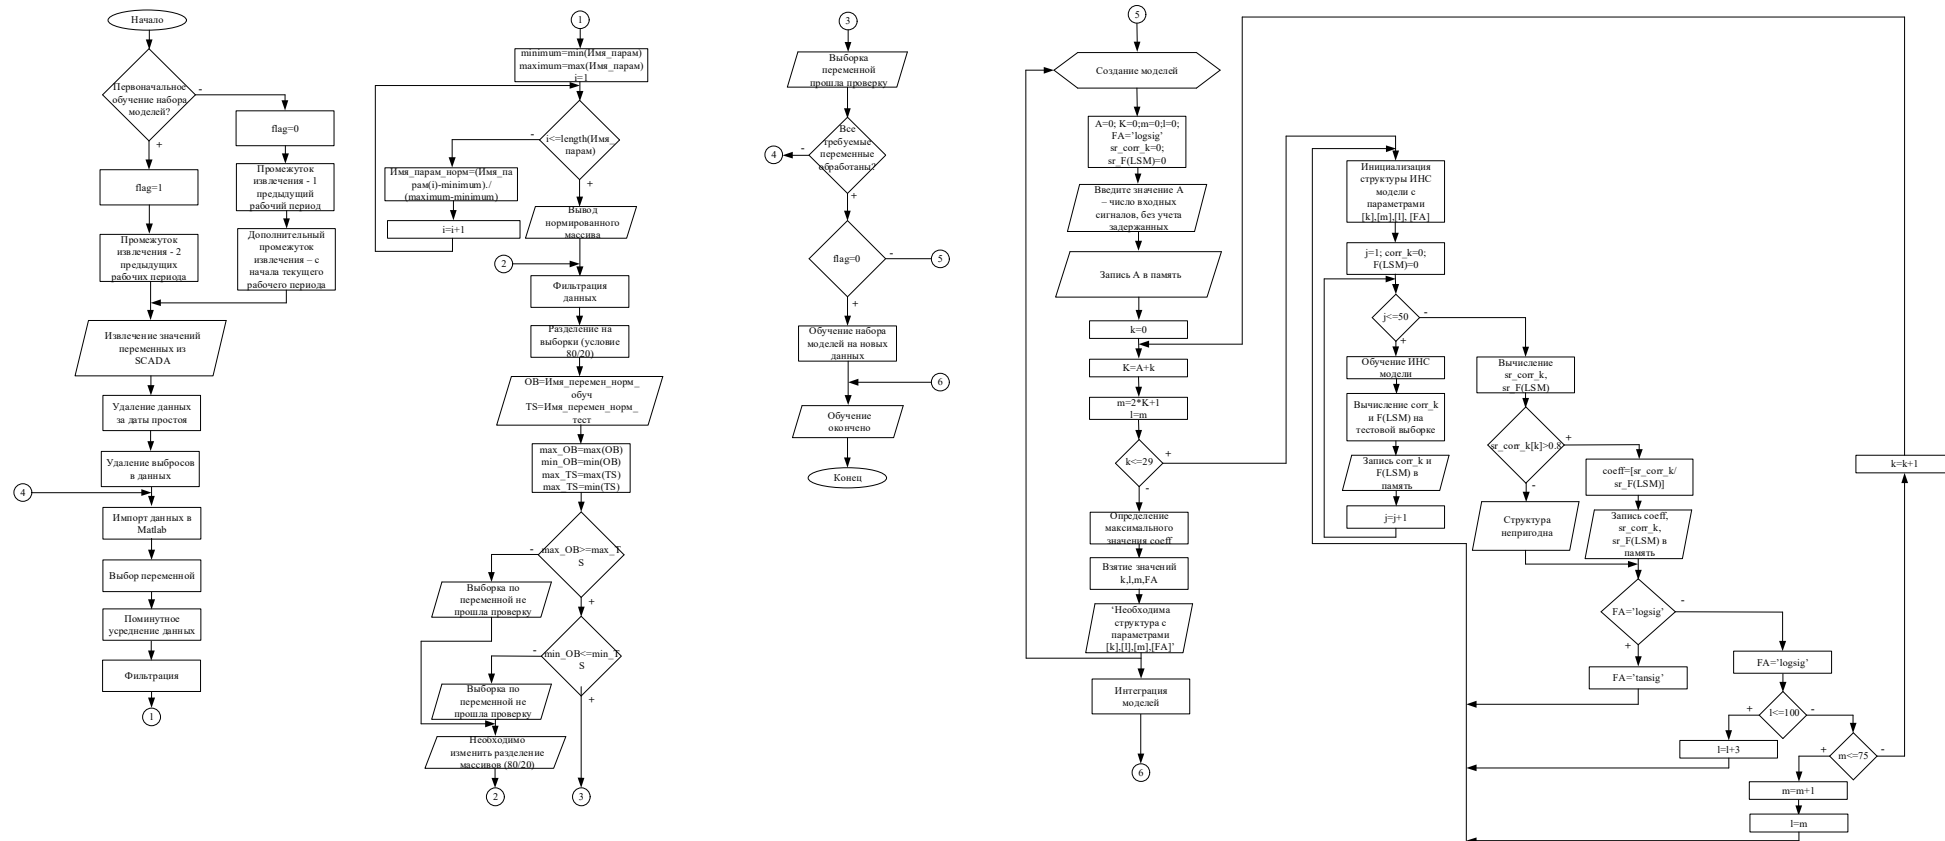 Начало
Первоначальное
обучение набора
моделей?
-
+
flag=0
flag=1
Промежуток
извлечения - 1
предыдущий
рабочий период
Промежуток
извлечения - 2
предыдущих
рабочих периода
Дополнительный
промежуток
извлечения – с
начала текущего
рабочего периода
Извлечение значений
переменных из
SCADA
Удаление данных
за даты простоя
Удаление выбросов
в данных
4
Импорт данных в
Matlab
Выбор переменной
Поминутное
усреднение данных
Фильтрация
1
1
minimum=min(Имя_парам)
maximum=max(Имя_парам)
i=1
i<=length(Имя_
парам)
-
+
Имя_парам_норм=(Имя_па
рам(i)-minimum)./
(maximum-minimum)
i=i+1
Вывод
нормированного
массива
2
Фильтрация
данных
Разделение на
выборки (условие
80/20)
OB=Имя_перемен_норм_
обуч
TS=Имя_перемен_норм_
тест
max_OB=max(OB)
min_OB=min(OB)
max_TS=max(TS)
max_TS=min(TS)
max_OB>=max_T
S
-
+
Выборка по
переменной не
прошла проверку
min_OB<=min_T
S
-
+
Выборка по
переменной не
прошла проверку
Необходимо
изменить разделение
массивов (80/20)
2
3
3
Выборка
переменной
прошла проверку
Все
требуемые
переменные
обработаны?
-
4
+
flag=0
-
5
+
Обучение набора
моделей на новых
данных
6
Обучение
окончено
Конец
5
Создание моделей
A=0; K=0;m=0;l=0;
FA='logsig'
sr_corr_k=0;
sr_F(LSM)=0
Введите значение A
– число входных
сигналов, без учета
задержанных
Запись A в память
k=0
K=A+k
m=2*K+1
l=m
k<=29
+
-
Определение
максимального
значения coeff
Взятие значений
k,l,m,FA
‘Необходима
структура с
параметрами
[k],[l],[m],[FA]’
Интеграция
моделей
6
Инициализация
структуры ИНС
модели с
параметрами
[k],[m],[l], [FA]
j=1; corr_k=0;
F(LSM)=0
j<=50
-
+
Обучение ИНС
модели
Вычисление corr_k
и F(LSM) на
тестовой выборке
Запись corr_k и
F(LSM) в
память
j=j+1
Вычисление
sr_corr_k,
sr_F(LSM)
sr_corr_k[k]>0.8
+
-
coeff=[sr_corr_k/
sr_F(LSM)]
Структура
непригодна
Запись coeff,
sr_corr_k,
sr_F(LSM) в
память
FA='logsig'
-
+
FA='tansig'
FA='logsig'
l<=100
+
-
l=l+3
m<=75
+
-
m=m+1
l=m
k=k+1